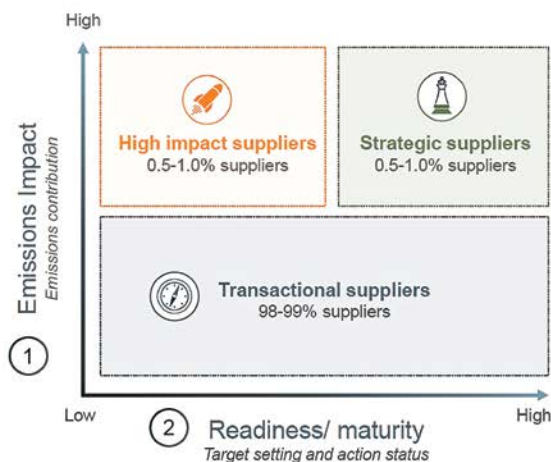 High
High impact suppliers
0.5-1.0% suppliers
Strategic suppliers
0.5-1.0% suppliers
Transactional suppliers
98-99% suppliers
Emissions Impact
Emissions contribution
1
Low
High
2
Readiness/ maturity
Target setting and action status